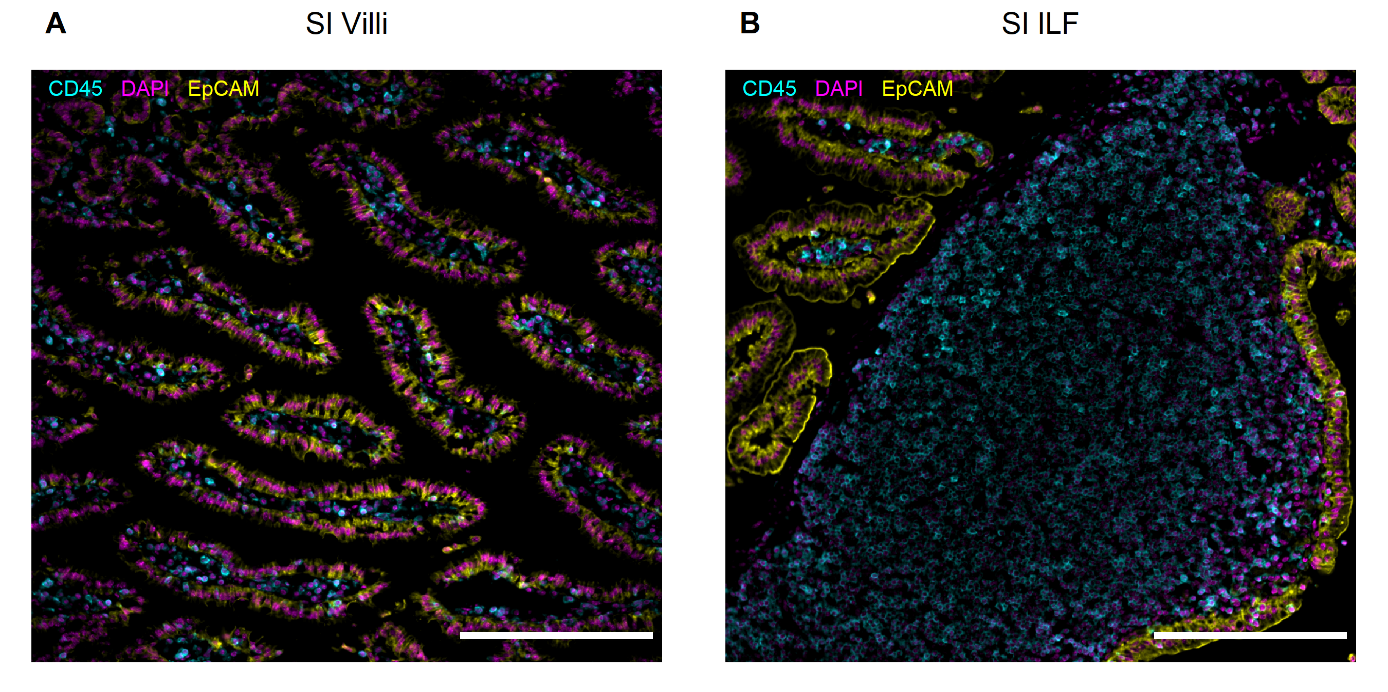 A SI Villi
CD45 DAPI EpCAM
B SI ILF
CD45 DAPI EpCAM